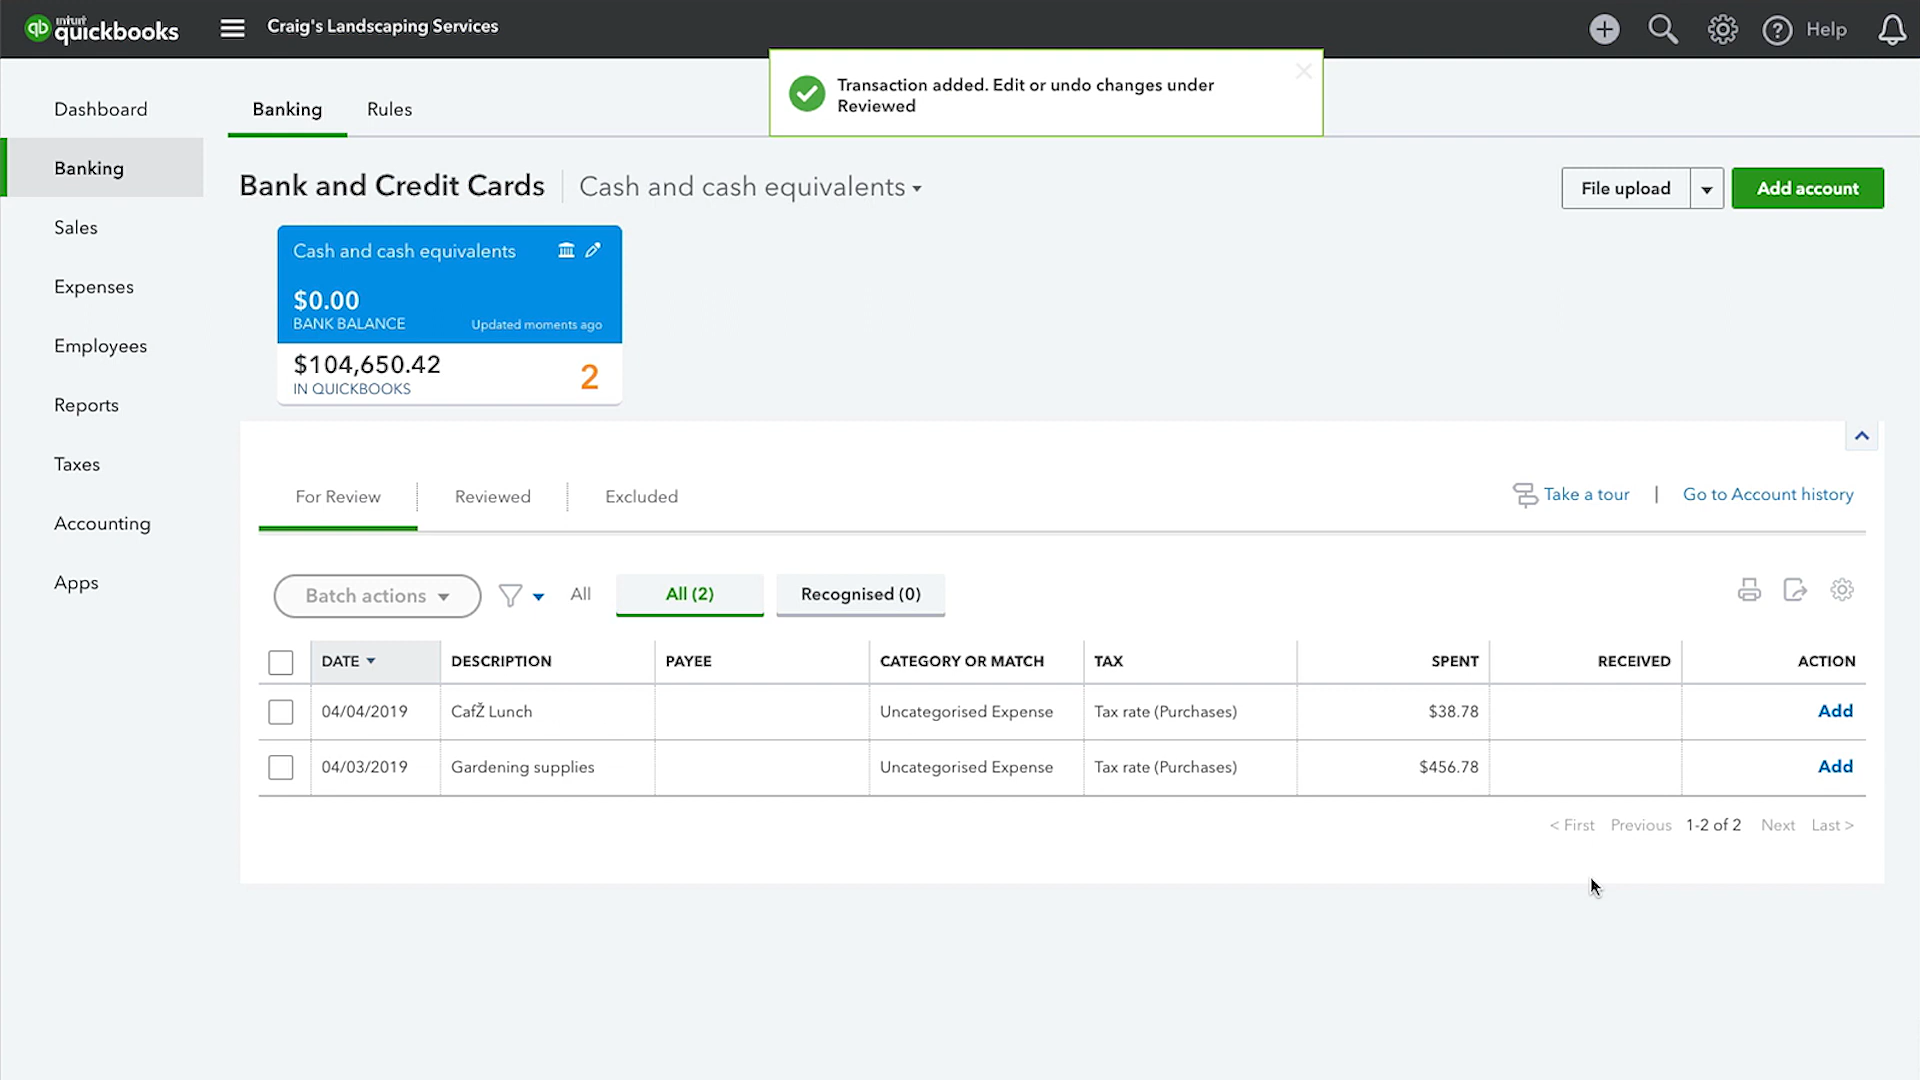 intuit
quickbooks
Craig's Landscaping Services
Help
Transaction added. Edit or undo changes under
Reviewed
Dashboard
Banking
Sales
Expenses
Employees
Reports
Taxes
Accounting
Apps
Banking
Rules
Bank and Credit Cards
Cash and cash equivalents
File upload
Add account
Cash and cash equivalents
$0.00
BANK BALANCE
Updated moments ago
$104,650.42
IN QUICKBOOKS
2
For Review
Reviewed
Excluded
Take a tour | Go to Account history
Batch actions
All
All (2)
Recognised (0)
DATE DESCRIPTION PAYEE CATEGORY OR MATCH TAX SPENT RECEIVED ACTION
04/04/2019 CafŽ Lunch Uncategorised Expense Tax rate (Purchases) $38.78 Add
04/03/2019 Gardening supplies Uncategorised Expense Tax rate (Purchases) $456.78 Add
< First Previous 1-2 of 2 Next Last >